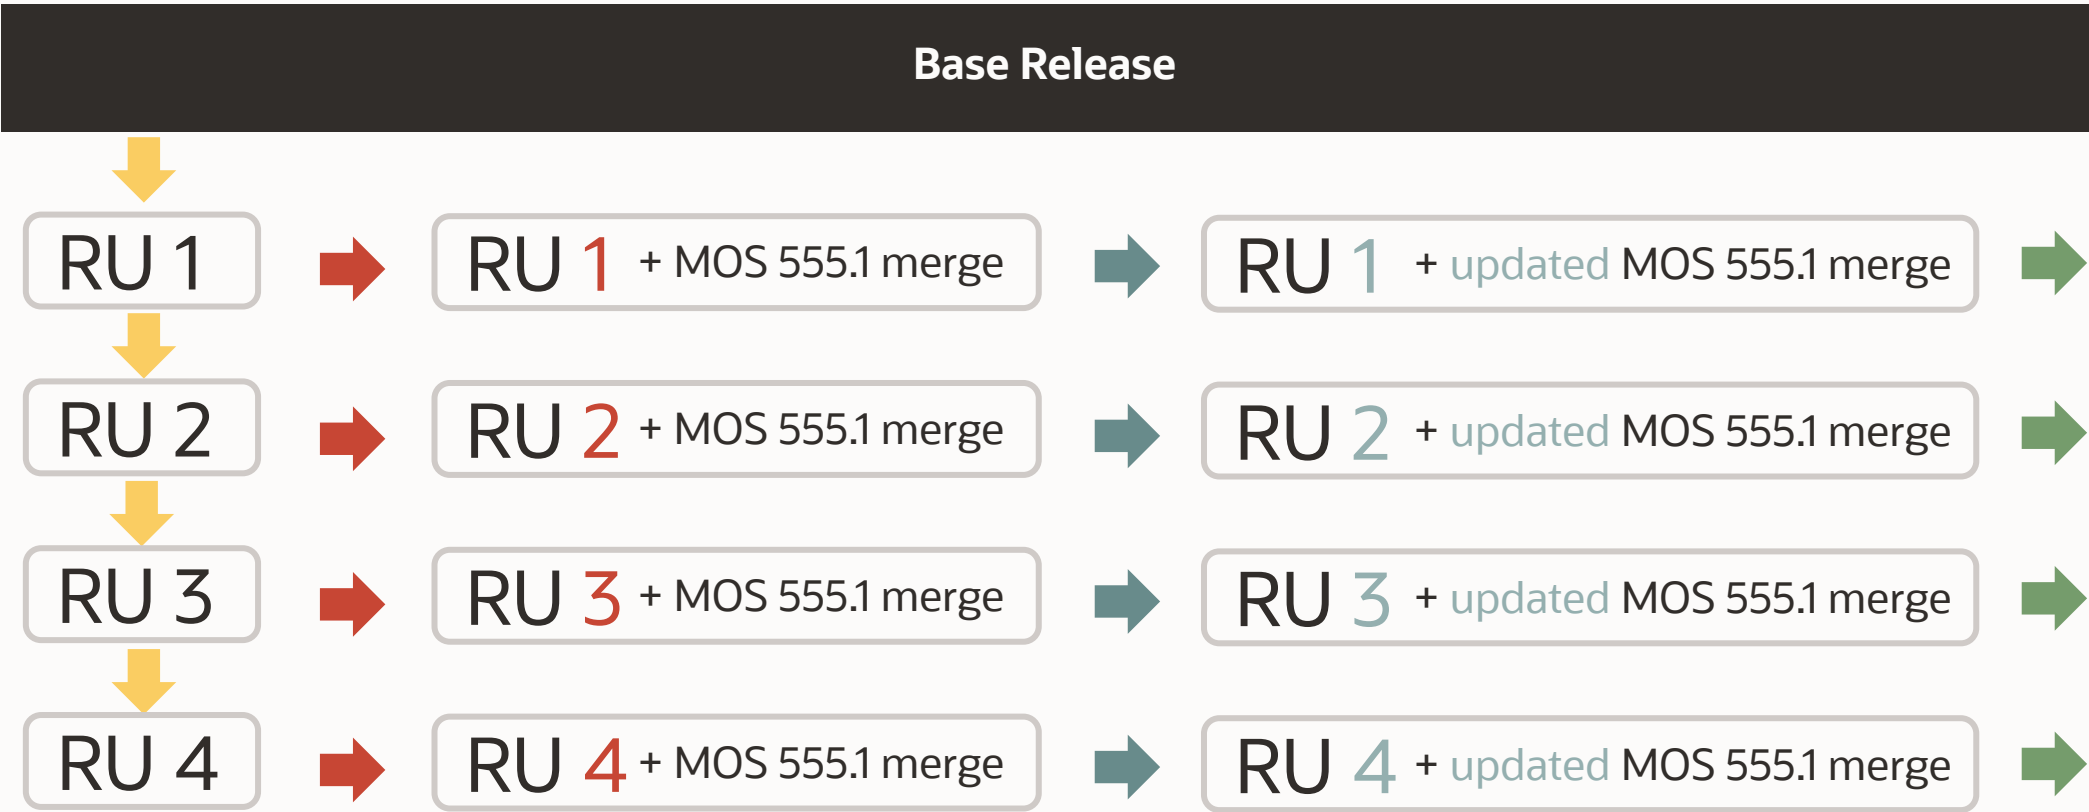 Base Release
RU 1
RU 1 + MOS 555.1 merge
RU 1 + updated MOS 555.1 merge
RU 2
RU 2 + MOS 555.1 merge
RU 2 + updated MOS 555.1 merge
RU 3
RU 3 + MOS 555.1 merge
RU 3 + updated MOS 555.1 merge
RU 4
RU 4 + MOS 555.1 merge
RU 4 + updated MOS 555.1 merge